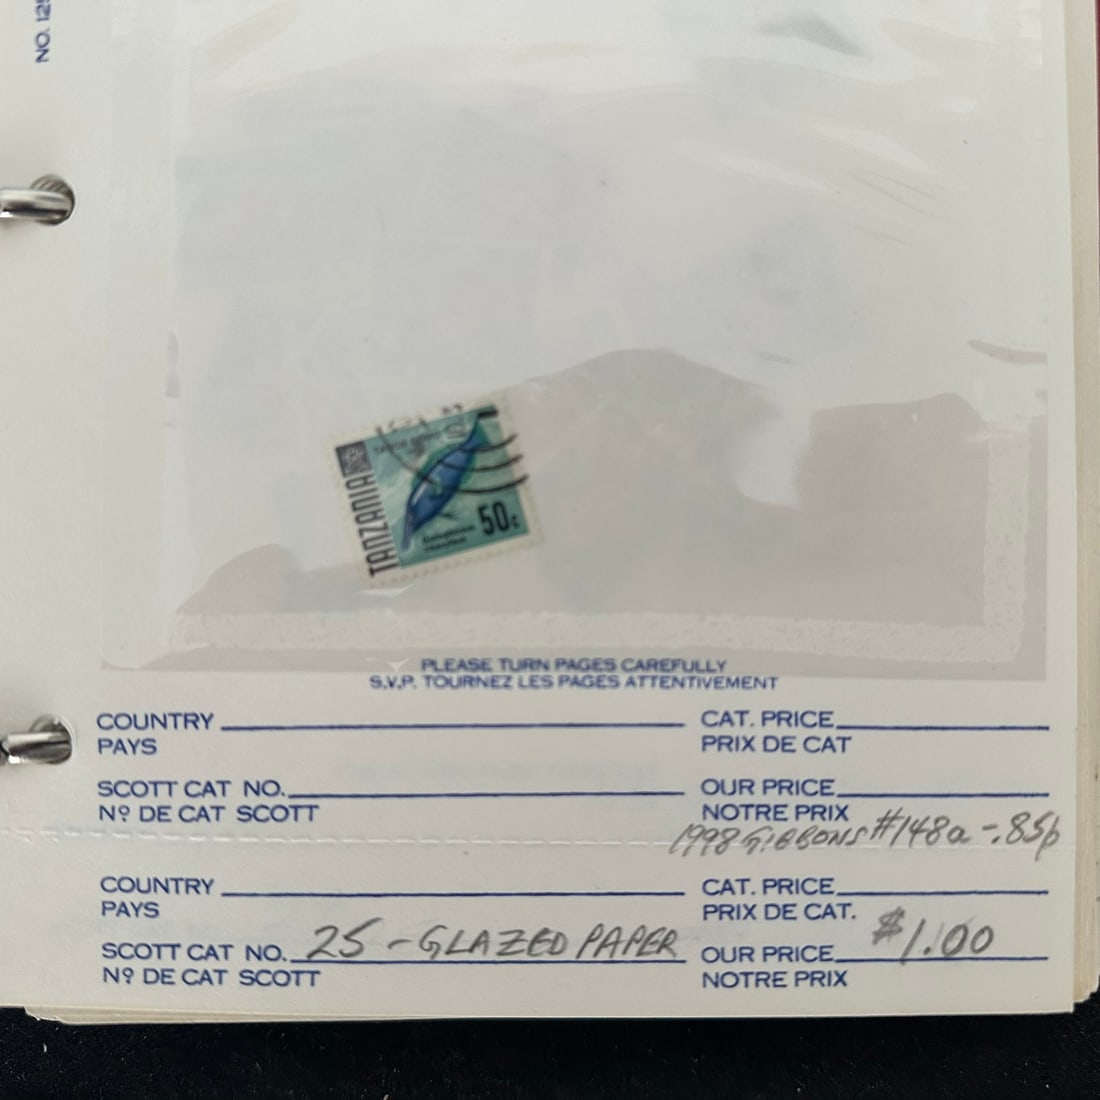 NO. 125
TANZANIA
50c
PLEASE TURN PAGES CAREFULLY
S.V.P. TOURNEZ LES PAGES ATTENTIVEMENT
COUNTRY
PAYS
CAT. PRICE
PRIX DE CAT
SCOTT CAT NO.
Nº DE CAT SCOTT
OUR PRICE
NOTRE PRIX
1998 GIBBONS #148a -.85p
COUNTRY
PAYS
CAT. PRICE
PRIX DE CAT.
SCOTT CAT NO. 25 - GLAZED PAPER
Nº DE CAT SCOTT
OUR PRICE $1.00
NOTRE PRIX